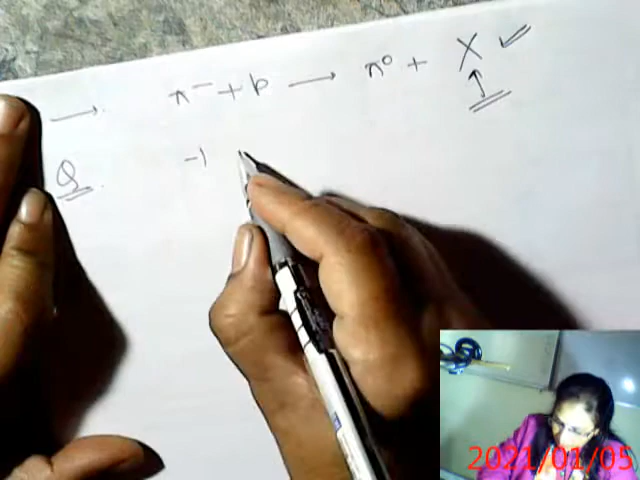 → π⁻ + p → π⁰ + X ✓
Q -1
2021/01/05